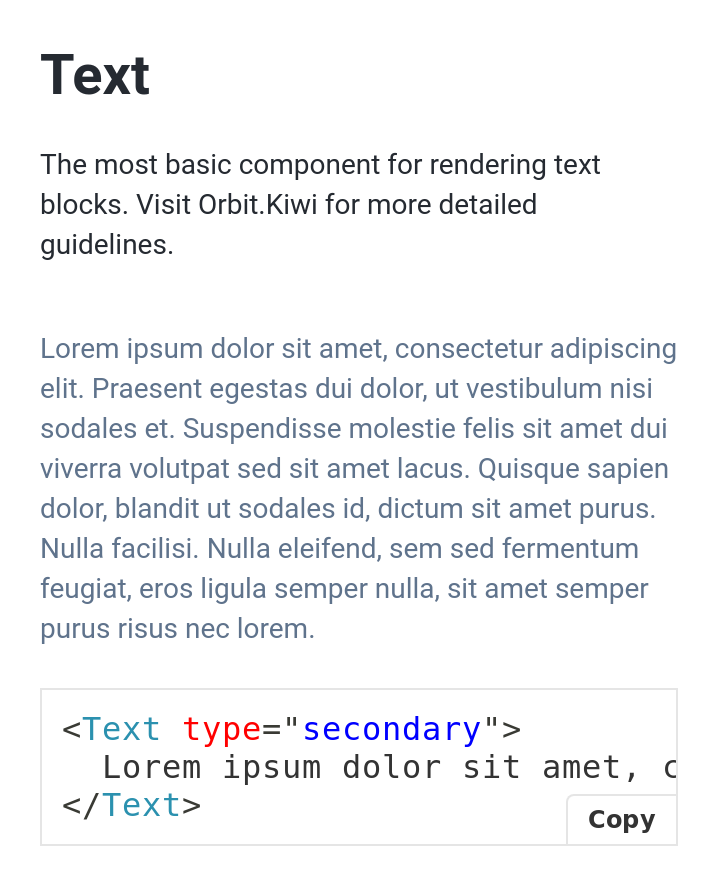 Text
The most basic component for rendering text
blocks. Visit Orbit.Kiwi for more detailed
guidelines.
Lorem ipsum dolor sit amet, consectetur adipiscing
elit. Praesent egestas dui dolor, ut vestibulum nisi
sodales et. Suspendisse molestie felis sit amet dui
viverra volutpat sed sit amet lacus. Quisque sapien
dolor, blandit ut sodales id, dictum sit amet purus.
Nulla facilisi. Nulla eleifend, sem sed fermentum
feugiat, eros ligula semper nulla, sit amet semper
purus risus nec lorem.
<Text type="secondary">
  Lorem ipsum dolor sit amet, c
</Text>
Copy